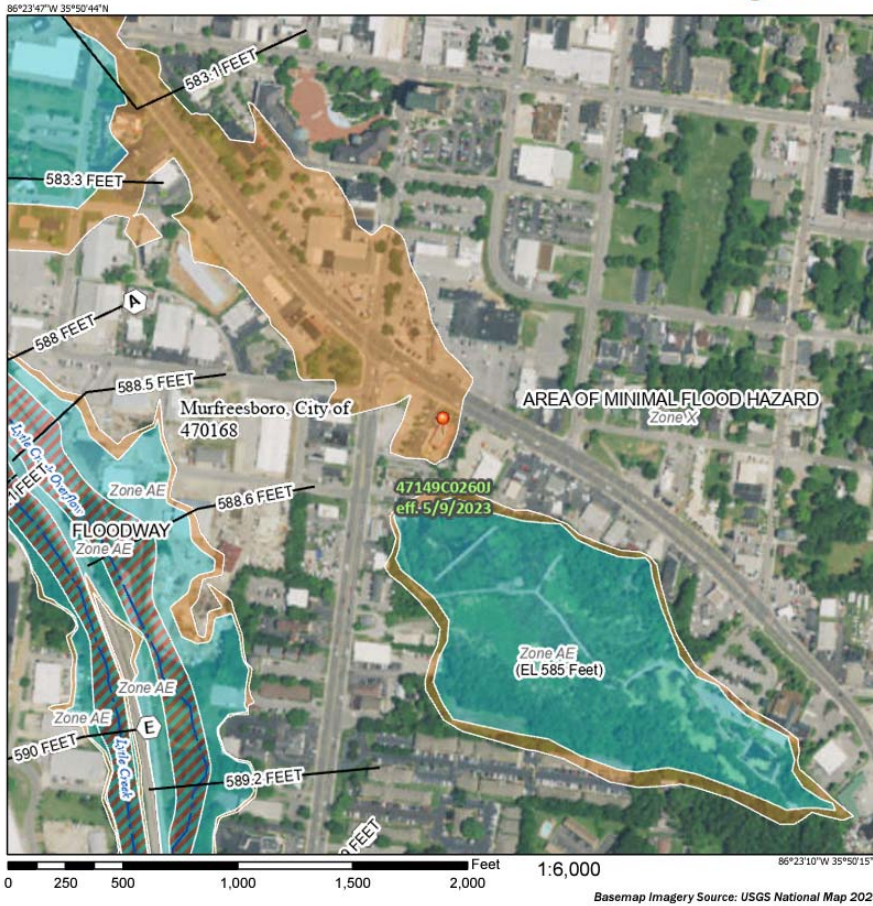 86°23'47"W 35°50'44"N
583.1 FEET
583.3 FEET
A
588 FEET
588.5 FEET
Murfreesboro, City of
470168
AREA OF MINIMAL FLOOD HAZARD
Zone X
Lytle Creek Overflow
.1 FEET
Zone AE
588.6 FEET
47149C0260J
eff. 5/9/2023
FLOODWAY
Zone AE
Zone AE
(EL 585 Feet)
Zone AE
Zone AE
E
590 FEET
Lytle Creek
589.2 FEET
FEET
86°23'10"W 35°50'15"
Feet
1:6,000
0 250 500 1,000 1,500 2,000
Basemap Imagery Source: USGS National Map 202